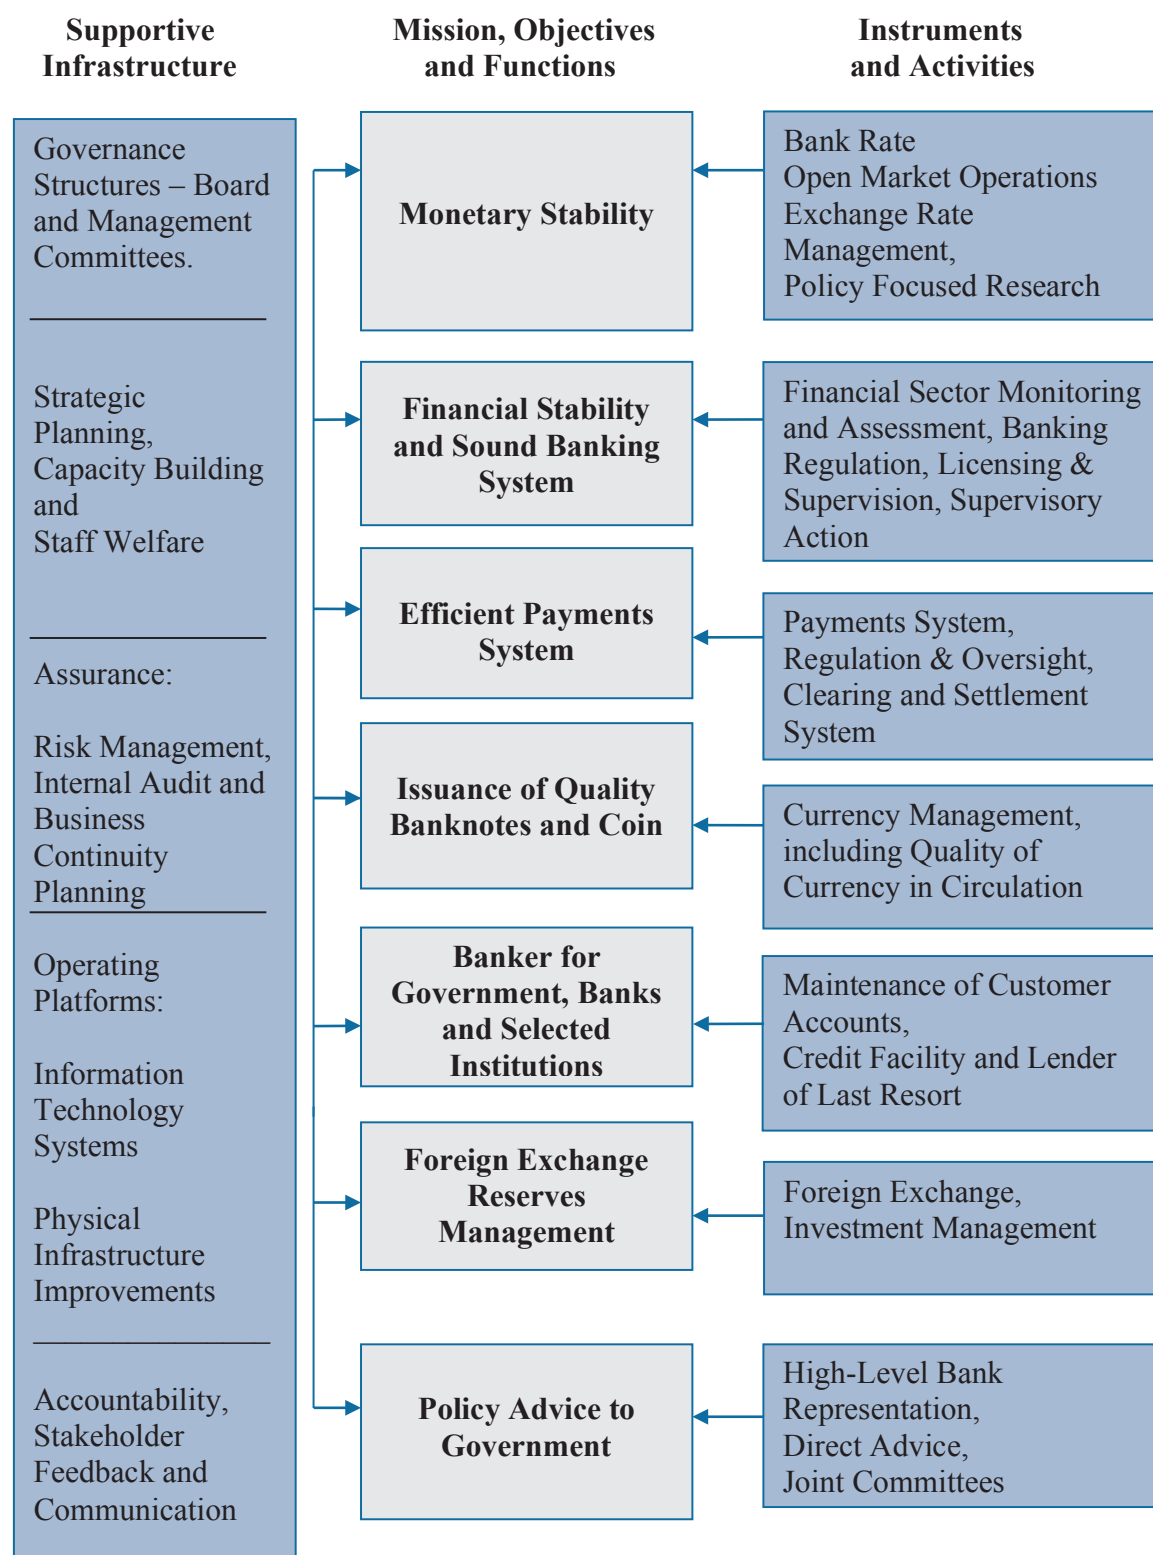 Supportive
Infrastructure
Mission, Objectives
and Functions
Instruments
and Activities
Governance
Structures – Board
and Management
Committees.
Strategic
Planning,
Capacity Building
and
Staff Welfare
Assurance:
Risk Management,
Internal Audit and
Business
Continuity
Planning
Operating
Platforms:
Information
Technology
Systems
Physical
Infrastructure
Improvements
Accountability,
Stakeholder
Feedback and
Communication
Monetary Stability
Financial Stability
and Sound Banking
System
Efficient Payments
System
Issuance of Quality
Banknotes and Coin
Banker for
Government, Banks
and Selected
Institutions
Foreign Exchange
Reserves
Management
Policy Advice to
Government
Bank Rate
Open Market Operations
Exchange Rate
Management,
Policy Focused Research
Financial Sector Monitoring
and Assessment, Banking
Regulation, Licensing &
Supervision, Supervisory
Action
Payments System,
Regulation & Oversight,
Clearing and Settlement
System
Currency Management,
including Quality of
Currency in Circulation
Maintenance of Customer
Accounts,
Credit Facility and Lender
of Last Resort
Foreign Exchange,
Investment Management
High-Level Bank
Representation,
Direct Advice,
Joint Committees